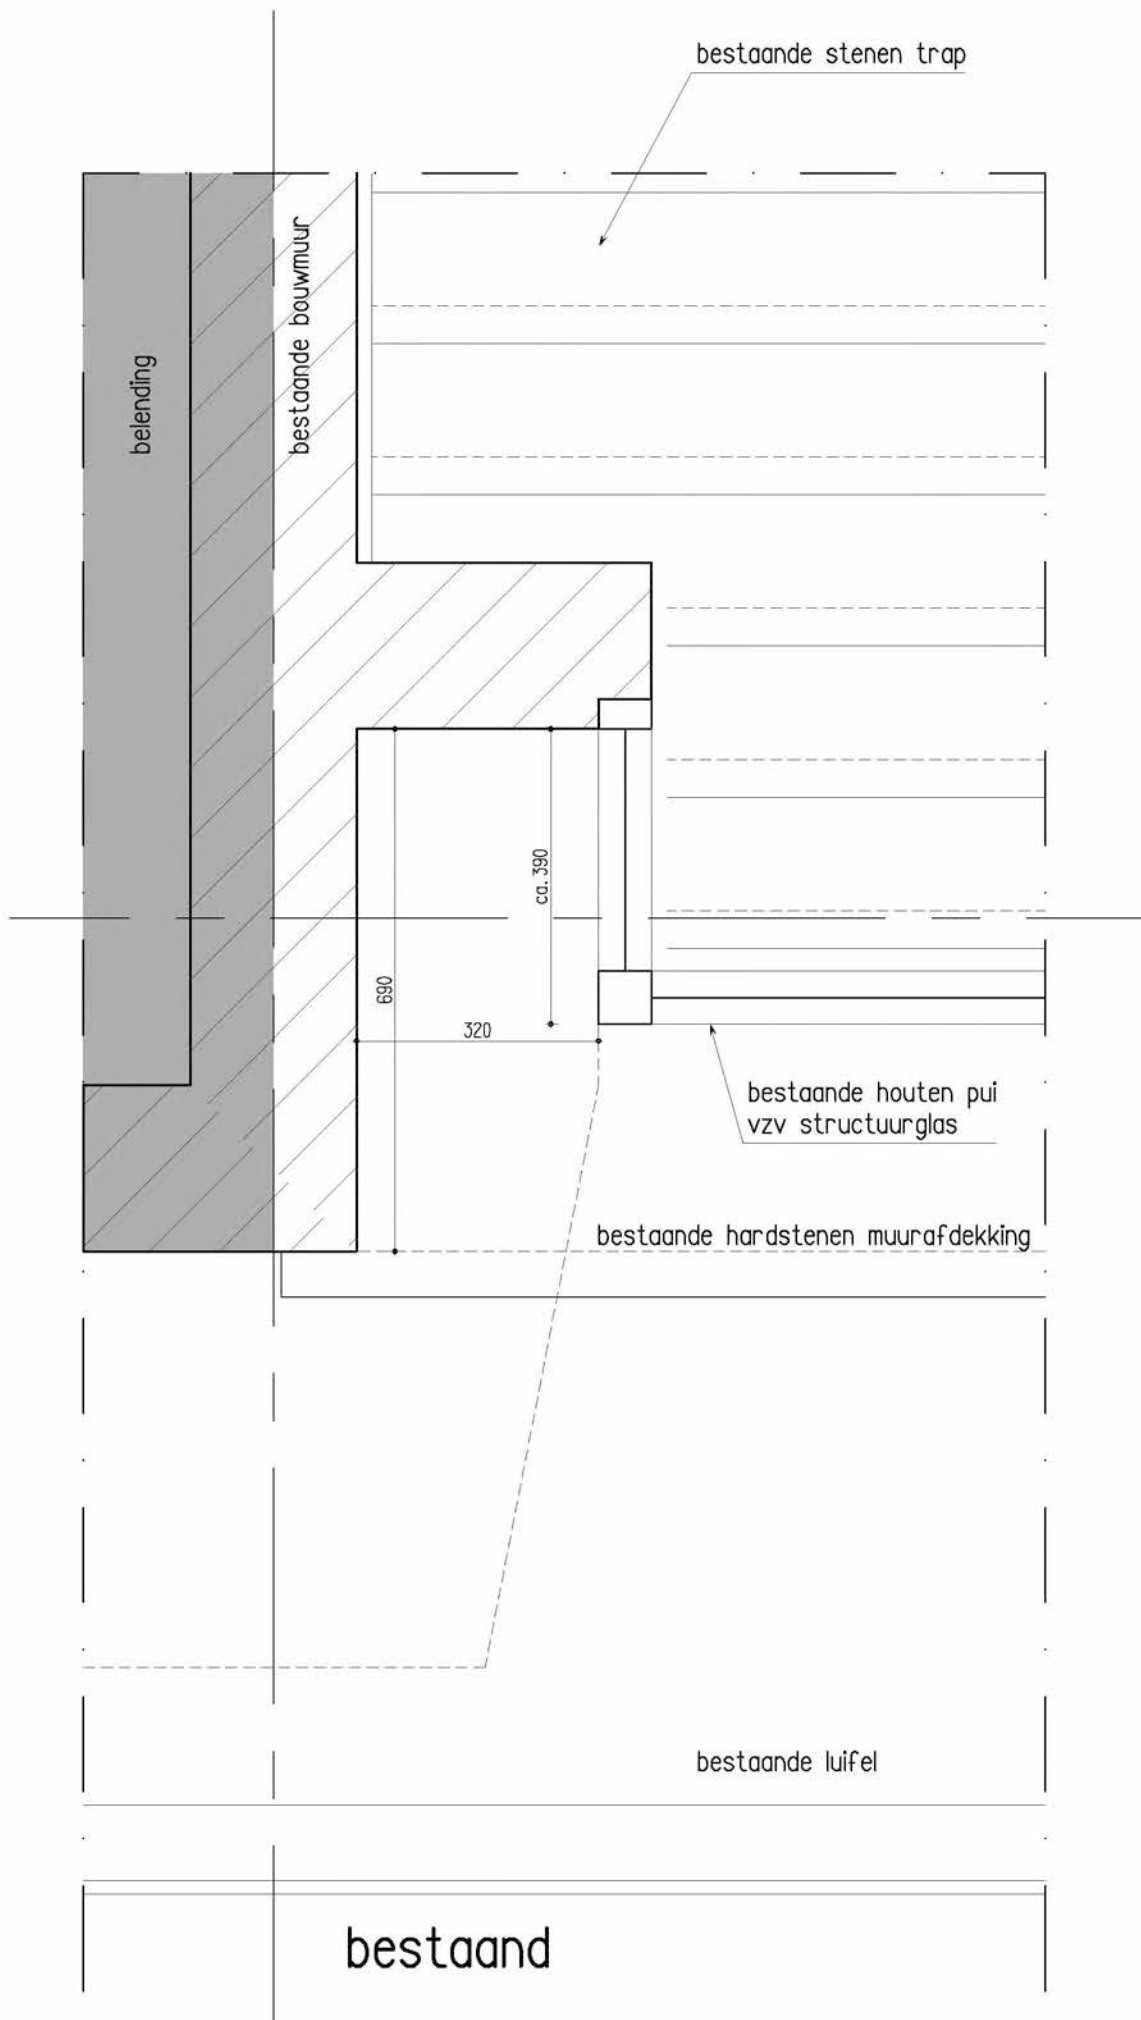 bestaande stenen trap
bestaande bouwmuur
belending
ca.390
690
320
bestaande houten pui
vzv structuurglas
bestaande hardstenen muurafdekking
bestaande luifel
bestaand